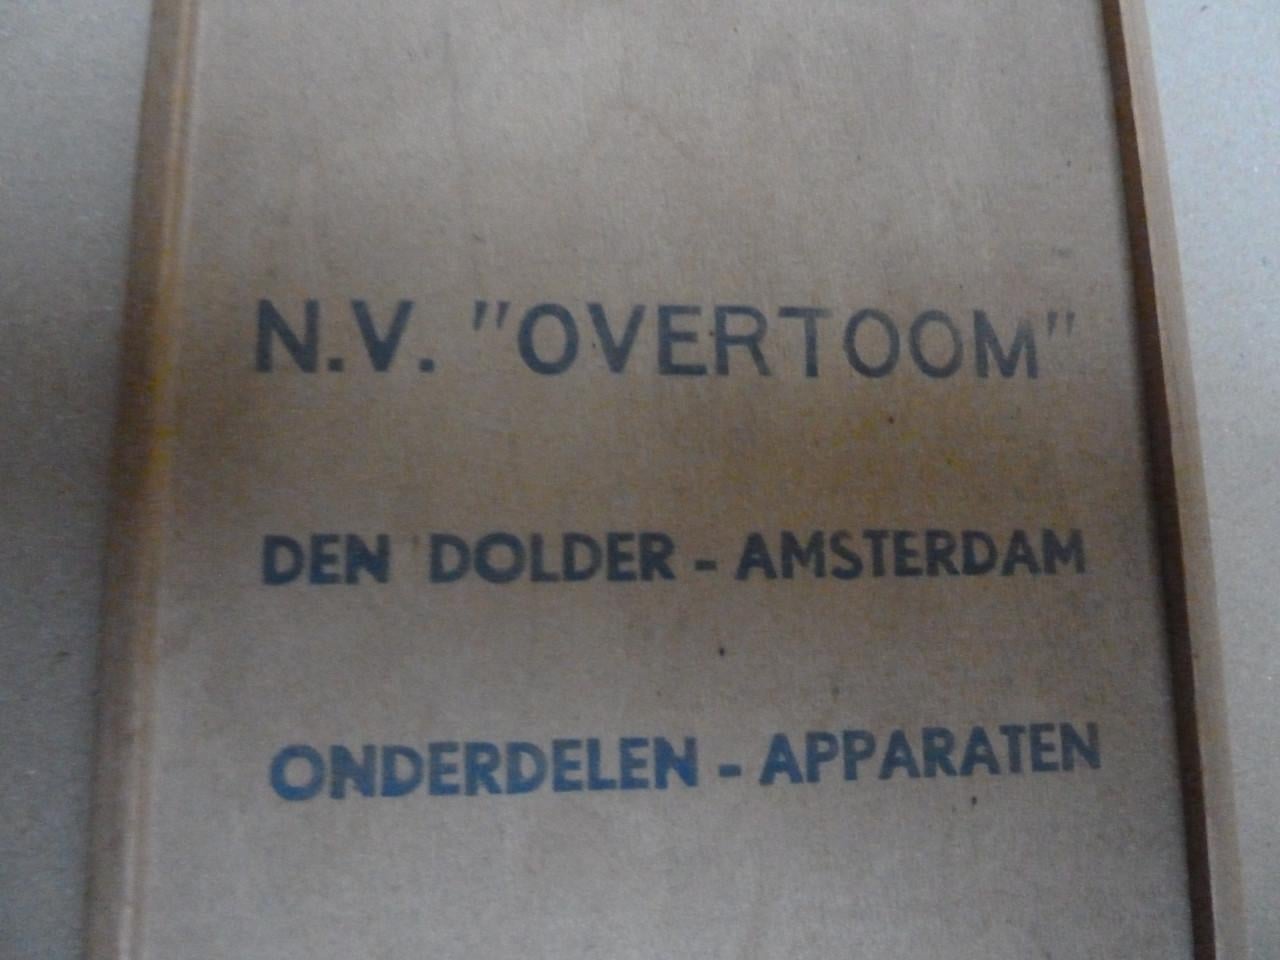 N.V. "OVERTOOM"
DEN DOLDER - AMSTERDAM
ONDERDELEN - APPARATEN